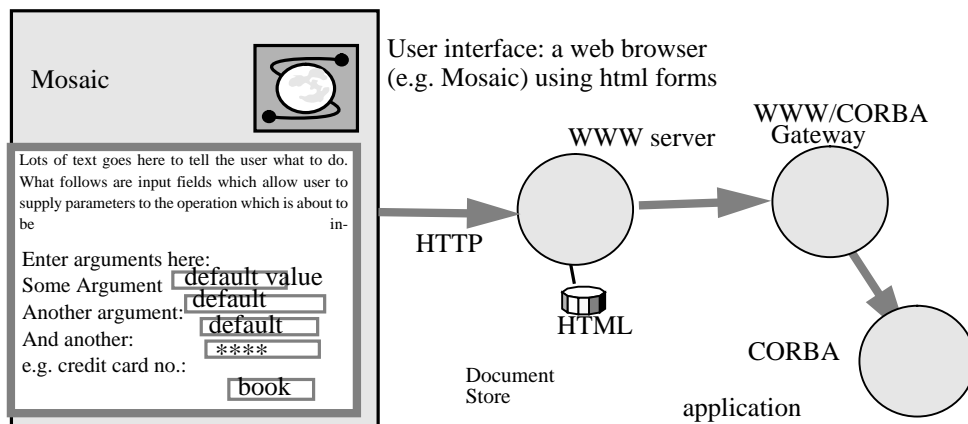 User interface: a web browser
(e.g. Mosaic) using html forms
Mosaic
WWW/CORBA
Gateway
WWW server
Lots of text goes here to tell the user what to do.
What follows are input fields which allow user to
supply parameters to the operation which is about to
be in-
HTTP
Enter arguments here:
Some Argument default value
Another argument: default
And another: default
e.g. credit card no.: ****
book
HTML
Document
Store
CORBA
application